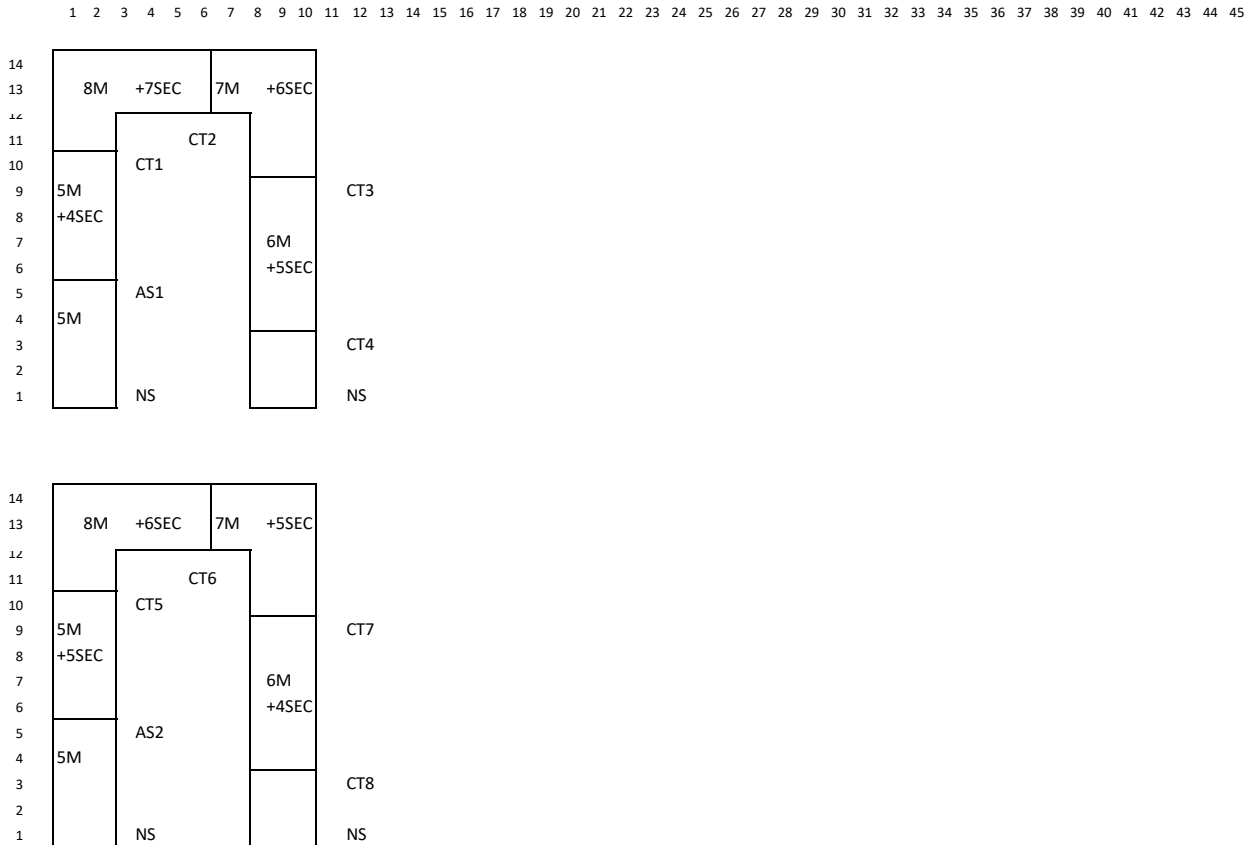 1 2 3 4 5 6 7 8 9 10 11 12 13 14 15 16 17 18 19 20 21 22 23 24 25 26 27 28 29 30 31 32 33 34 35 36 37 38 39 40 41 42 43 44 45
14
13 8M +7SEC 7M +6SEC
12
11 CT2
10 CT1
9 5M CT3
8 +4SEC
7 6M
6 +5SEC
5 AS1
4 5M
3 CT4
2
1 NS NS
14
13 8M +6SEC 7M +5SEC
12
11 CT6
10 CT5
9 5M CT7
8 +5SEC
7 6M
6 +4SEC
5 AS2
4 5M
3 CT8
2
1 NS NS